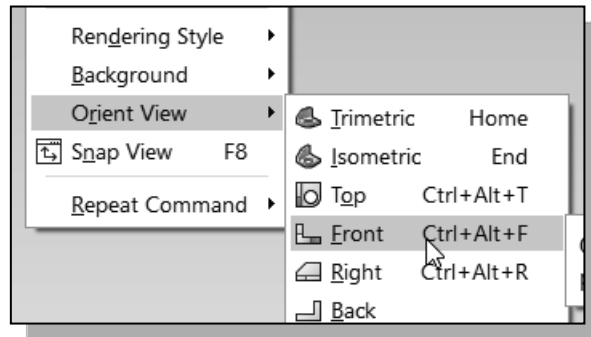 Rendering Style
Background
Orient View
Snap View F8
Repeat Command
Trimetric Home
Isometric End
Top Ctrl+Alt+T
Front Ctrl+Alt+F
Right Ctrl+Alt+R
Back